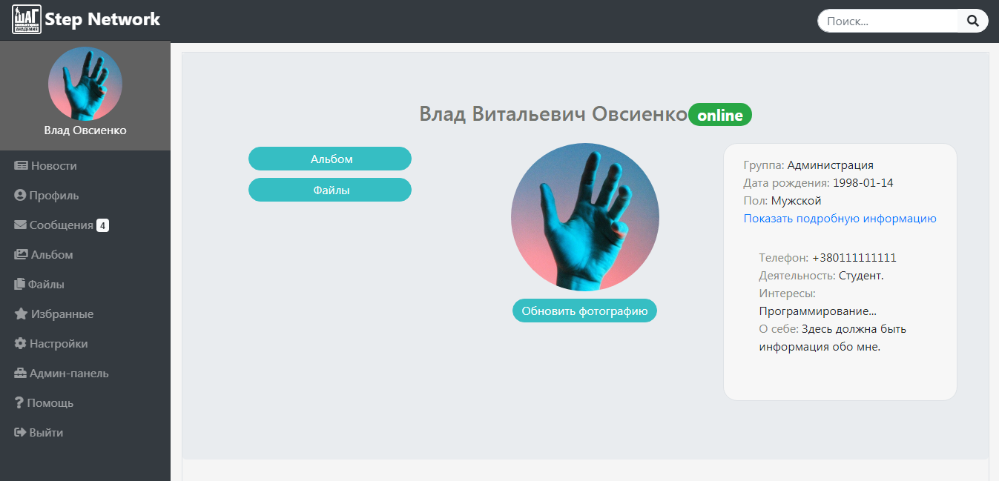 ШАГ
КОМПЬЮТЕРНАЯ
АКАДЕМИЯ
Step Network
Поиск...
Влад Овсиенко
Новости
Профиль
Сообщения 4
Альбом
Файлы
Избранные
Настройки
Админ-панель
Помощь
Выйти
Влад Витальевич Овсиенко online
Альбом
Файлы
Обновить фотографию
Группа: Администрация
Дата рождения: 1998-01-14
Пол: Мужской
Показать подробную информацию
Телефон: +380111111111
Деятельность: Студент.
Интересы:
Программирование...
О себе: Здесь должна быть
информация обо мне.